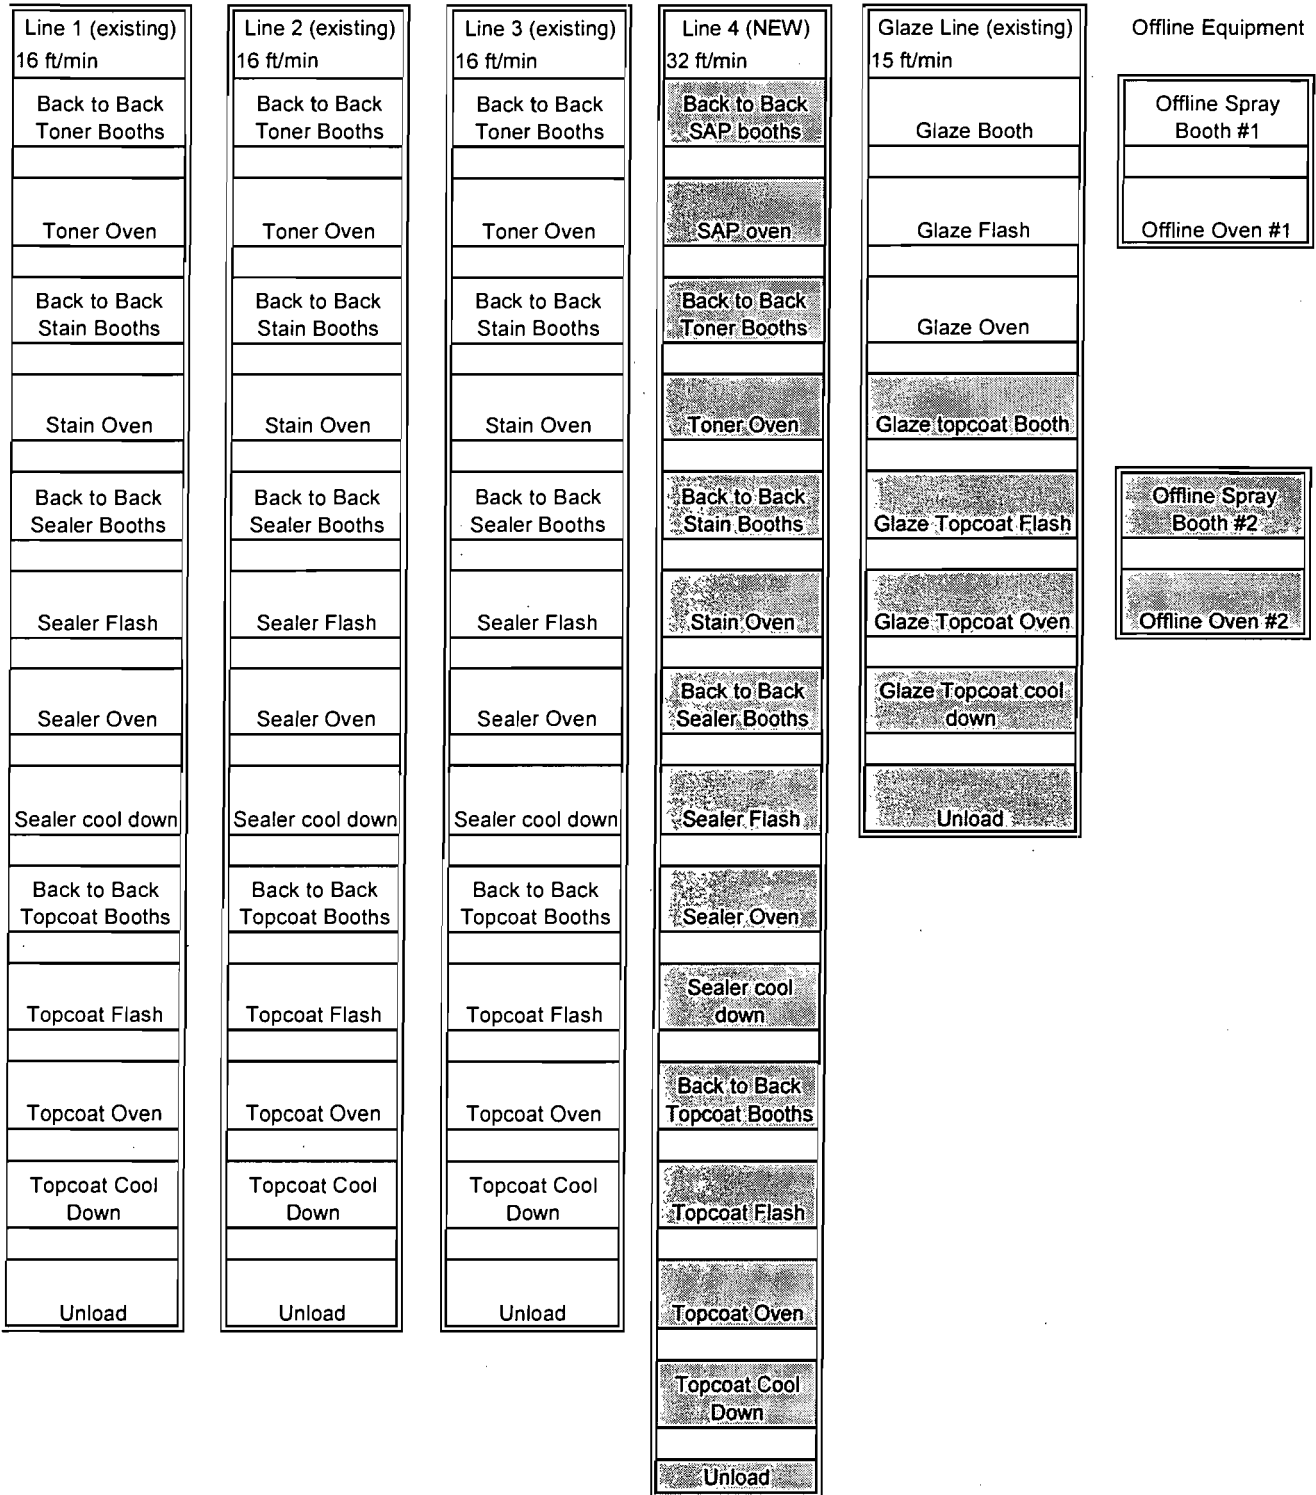 Line 1 (existing)
16 ft/min
Back to Back
Toner Booths
Toner Oven
Back to Back
Stain Booths
Stain Oven
Back to Back
Sealer Booths
Sealer Flash
Sealer Oven
Sealer cool down
Back to Back
Topcoat Booths
Topcoat Flash
Topcoat Oven
Topcoat Cool
Down
Unload
Line 2 (existing)
16 ft/min
Back to Back
Toner Booths
Toner Oven
Back to Back
Stain Booths
Stain Oven
Back to Back
Sealer Booths
Sealer Flash
Sealer Oven
Sealer cool down
Back to Back
Topcoat Booths
Topcoat Flash
Topcoat Oven
Topcoat Cool
Down
Unload
Line 3 (existing)
16 ft/min
Back to Back
Toner Booths
Toner Oven
Back to Back
Stain Booths
Stain Oven
Back to Back
Sealer Booths
Sealer Flash
Sealer Oven
Sealer cool down
Back to Back
Topcoat Booths
Topcoat Flash
Topcoat Oven
Topcoat Cool
Down
Unload
Line 4 (NEW)
32 ft/min
Back to Back
SAP booths
SAP oven
Back to Back
Toner Booths
Toner Oven
Back to Back
Stain Booths
Stain Oven
Back to Back
Sealer Booths
Sealer Flash
Sealer Oven
Sealer cool
down
Back to Back
Topcoat Booths
Topcoat Flash
Topcoat Oven
Topcoat Cool
Down
Unload
Glaze Line (existing)
15 ft/min
Glaze Booth
Glaze Flash
Glaze Oven
Glaze topcoat Booth
Glaze Topcoat Flash
Glaze Topcoat Oven
Glaze Topcoat cool
down
Unload
Offline Equipment
Offline Spray
Booth #1
Offline Oven #1
Offline Spray
Booth #2
Offline Oven #2